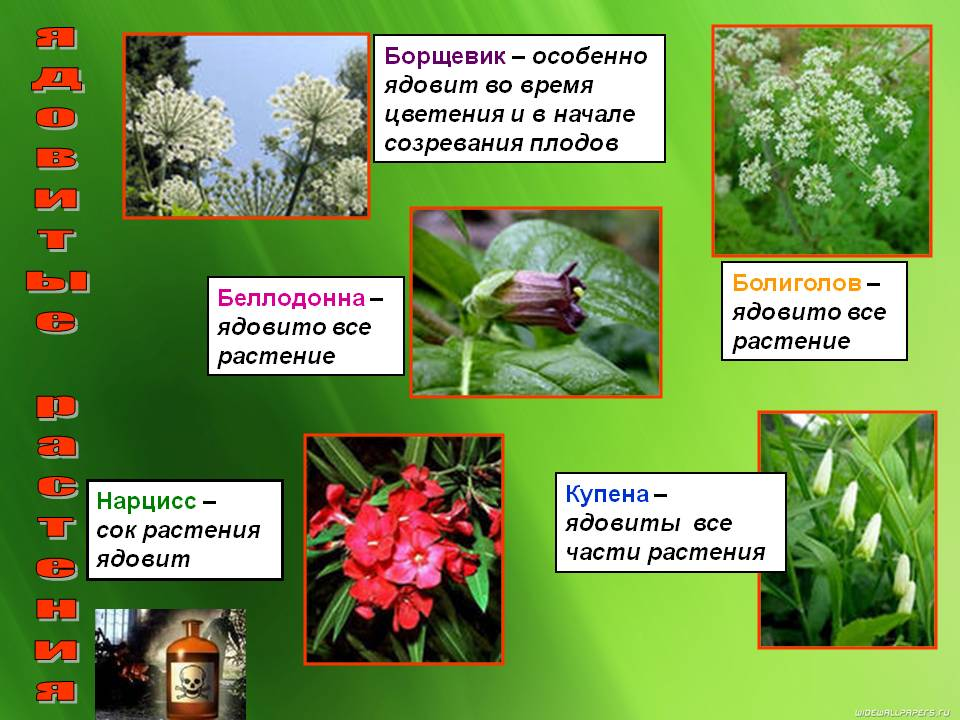 ядовитые растения
Борщевик – особенно
ядовит во время
цветения и в начале
созревания плодов
Беллодонна –
ядовито все
растение
Болиголов –
ядовито все
растение
Нарцисс –
сок растения
ядовит
Купена –
ядовиты все
части растения
WIDEWALLPAPERS.RU